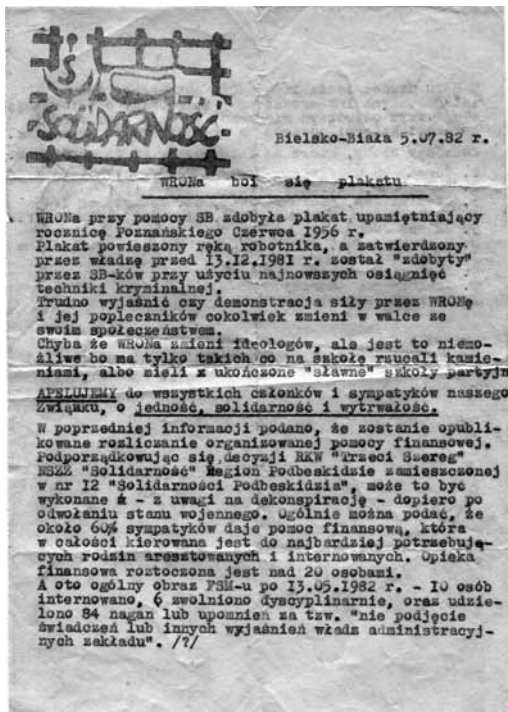 SOLIDARNOŚĆ
Bielsko-Biała 5.07.82 r.
WRONa boi się plakatu
WRONa przy pomocy SB zdobyła plakat upamiętniający
rocznicę Poznańskiego Czerwca 1956 r.
Plakat powieszony ręką robotnika, a zatwierdzony
przez władzę przed 13.12.1981 r. został "zdobyty"
przez SB-ków przy użyciu najnowszych osiągnięć
techniki kryminalnej.
Trudno wyjaśnić czy demonstracja siły przez WRONę
i jej popleczników cokolwiek zmieni w walce ze
swoim społeczeństwem.
Chyba że WRONa zmieni ideologów, ale jest to niemo-
żliwe bo ma tylko takich co na szkołę rzucali kamie-
niami, albo mieli x ukończone "sławne" szkoły partyjn
APELUJEMY do wszystkich członków i sympatyków naszego
Związku, o jedność, solidarność i wytrwałość.
W poprzedniej informacji podano, że zostanie opubli-
kowane rozliczanie organizowanej pomocy finansowej.
Podporządkowując się decyzji RKW "Trzeci Szereg"
NSZZ "Solidarność" Region Podbeskidzie zamieszczonej
w nr 12 "Solidarności Podbeskidzia", może to być
wykonane - z uwagi na dekonspirację - dopiero po
odwołaniu stanu wojennego. Ogólnie można podać, że
około 60% sympatyków daje pomoc finansową, która
w całości kierowana jest do najbardziej potrzebują-
cych rodzin aresztowanych i internowanych. Opieka
finansowa roztoczona jest nad 20 osobami.
A oto ogólny obraz FSM-u po 13.05.1982 r. - 10 osób
internowano, 6 zwolniono dyscyplinarnie, oraz udzie-
lono 84 nagan lub upomnień za tzw. "nie podjęcie
świadczeń lub innych wyjaśnień władz administracyj-
nych zakładu". /?/